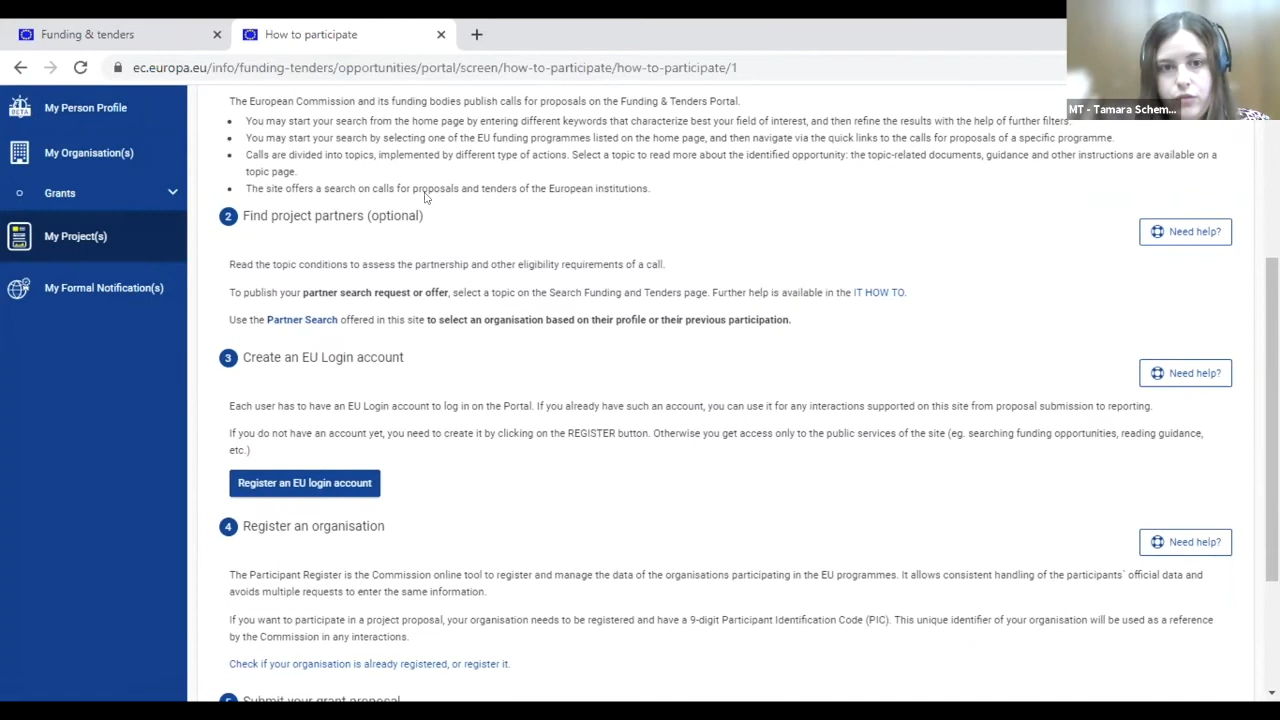 Funding & tenders
How to participate
ec.europa.eu/info/funding-tenders/opportunities/portal/screen/how-to-participate/how-to-participate/1
MT - Tamara Schem...
BETA
My Person Profile
My Organisation(s)
Grants
My Project(s)
My Formal Notification(s)
The European Commission and its funding bodies publish calls for proposals on the Funding & Tenders Portal.
You may start your search from the home page by entering different keywords that characterize best your field of interest, and then refine the results with the help of further filters.
You may start your search by selecting one of the EU funding programmes listed on the home page, and then navigate via the quick links to the calls for proposals of a specific programme.
Calls are divided into topics, implemented by different type of actions. Select a topic to read more about the identified opportunity: the topic-related documents, guidance and other instructions are available on a
topic page.
The site offers a search on calls for proposals and tenders of the European institutions.
2 Find project partners (optional)
Need help?
Read the topic conditions to assess the partnership and other eligibility requirements of a call.
To publish your partner search request or offer, select a topic on the Search Funding and Tenders page. Further help is available in the IT HOW TO.
Use the Partner Search offered in this site to select an organisation based on their profile or their previous participation.
3 Create an EU Login account
Need help?
Each user has to have an EU Login account to log in on the Portal. If you already have such an account, you can use it for any interactions supported on this site from proposal submission to reporting.
If you do not have an account yet, you need to create it by clicking on the REGISTER button. Otherwise you get access only to the public services of the site (eg. searching funding opportunities, reading guidance,
etc.)
Register an EU login account
4 Register an organisation
Need help?
The Participant Register is the Commission online tool to register and manage the data of the organisations participating in the EU programmes. It allows consistent handling of the participants` official data and
avoids multiple requests to enter the same information.
If you want to participate in a project proposal, your organisation needs to be registered and have a 9-digit Participant Identification Code (PIC). This unique identifier of your organisation will be used as a reference
by the Commission in any interactions.
Check if your organisation is already registered, or register it.
5 Submit your grant proposal